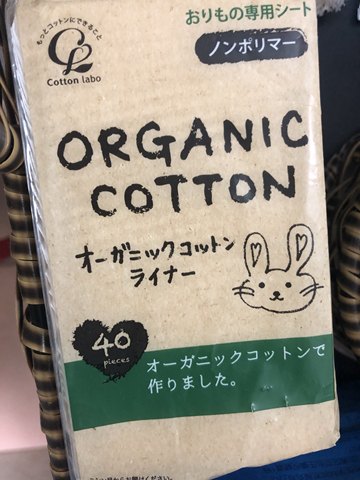 もっとコットンにできること
Cotton labo
おりもの専用シート
ノンポリマー
ORGANIC
COTTON
オーガニックコットン
ライナー
40
pieces
オーガニックコットンで
作りました。